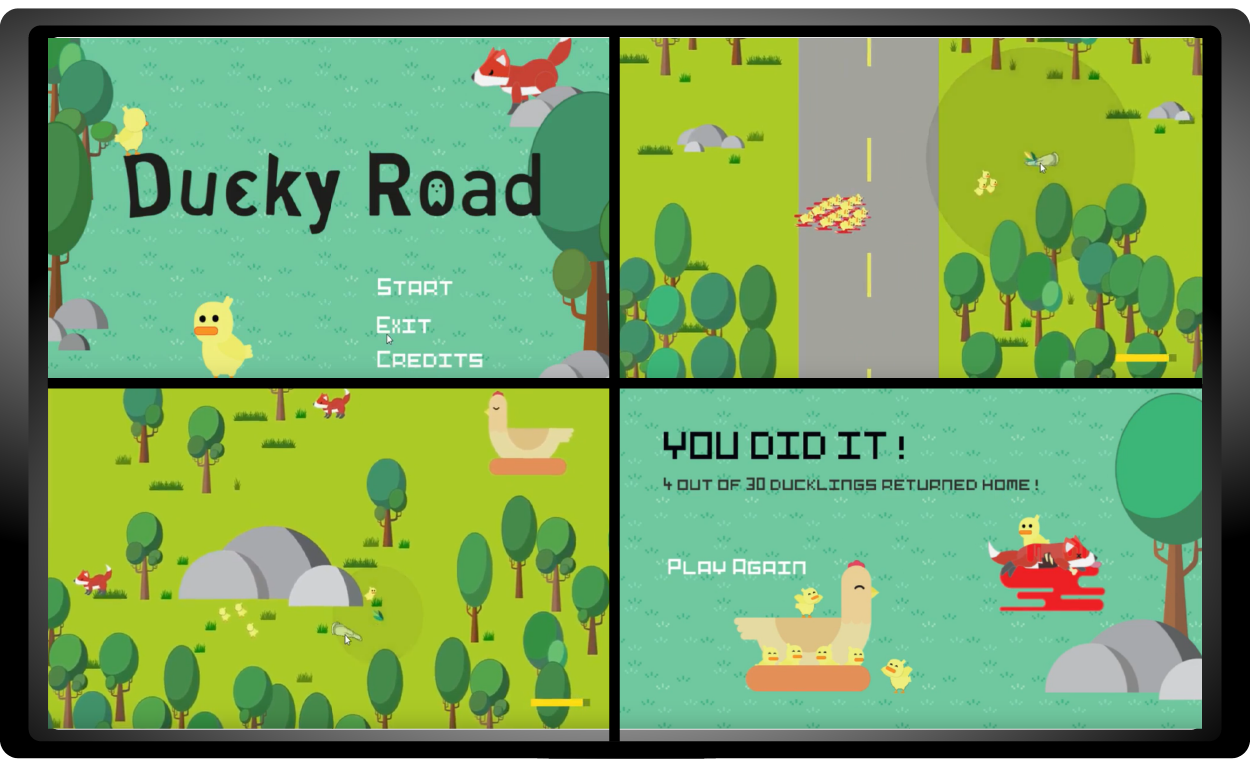 Ducky Road
START
EXIT
CREDITS
YOU DID IT!
4 OUT OF 30 DUCKLINGS RETURNED HOME!
PLAY AGAIN